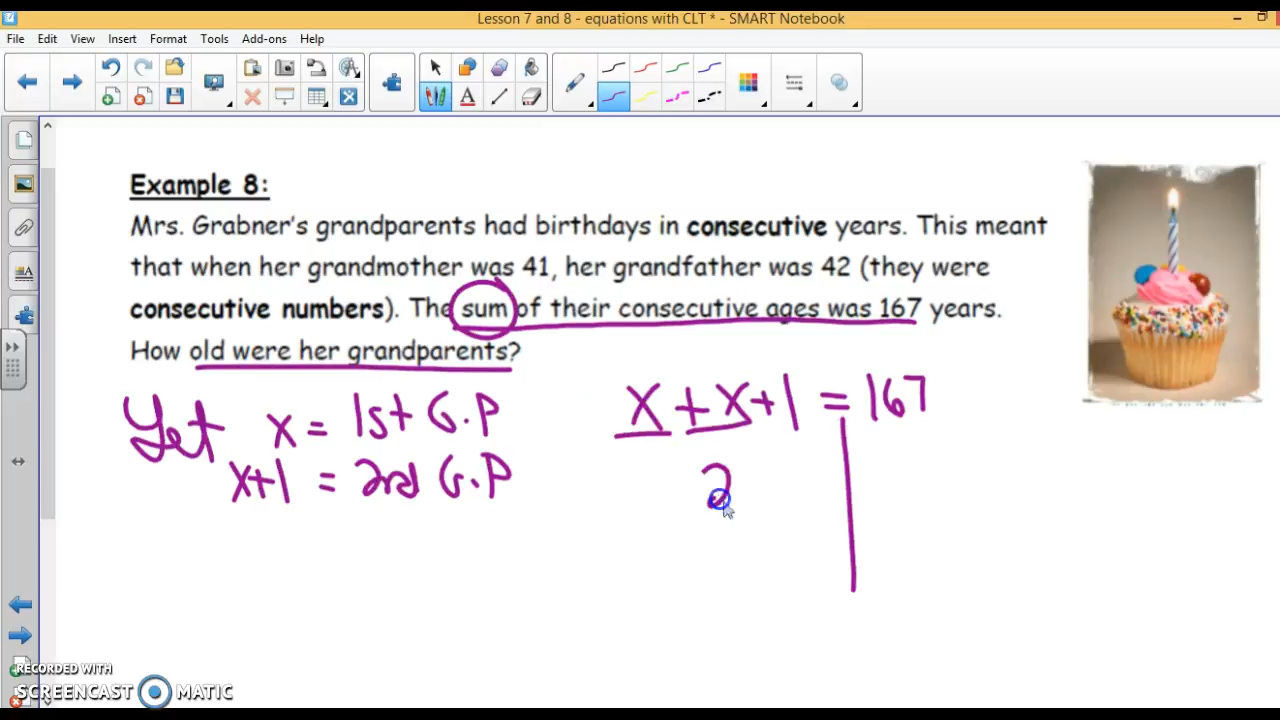 Lesson 7 and 8 - equations with CLT * - SMART Notebook
File Edit View Insert Format Tools Add-ons Help
Example 8:
Mrs. Grabner's grandparents had birthdays in consecutive years. This meant
that when her grandmother was 41, her grandfather was 42 (they were
consecutive numbers). The sum of their consecutive ages was 167 years.
How old were her grandparents?
Let x = 1st G.P
x+1 = 2nd G.P
x + x+1 = 167
2
RECORDED WITH
SCREENCAST MATIC